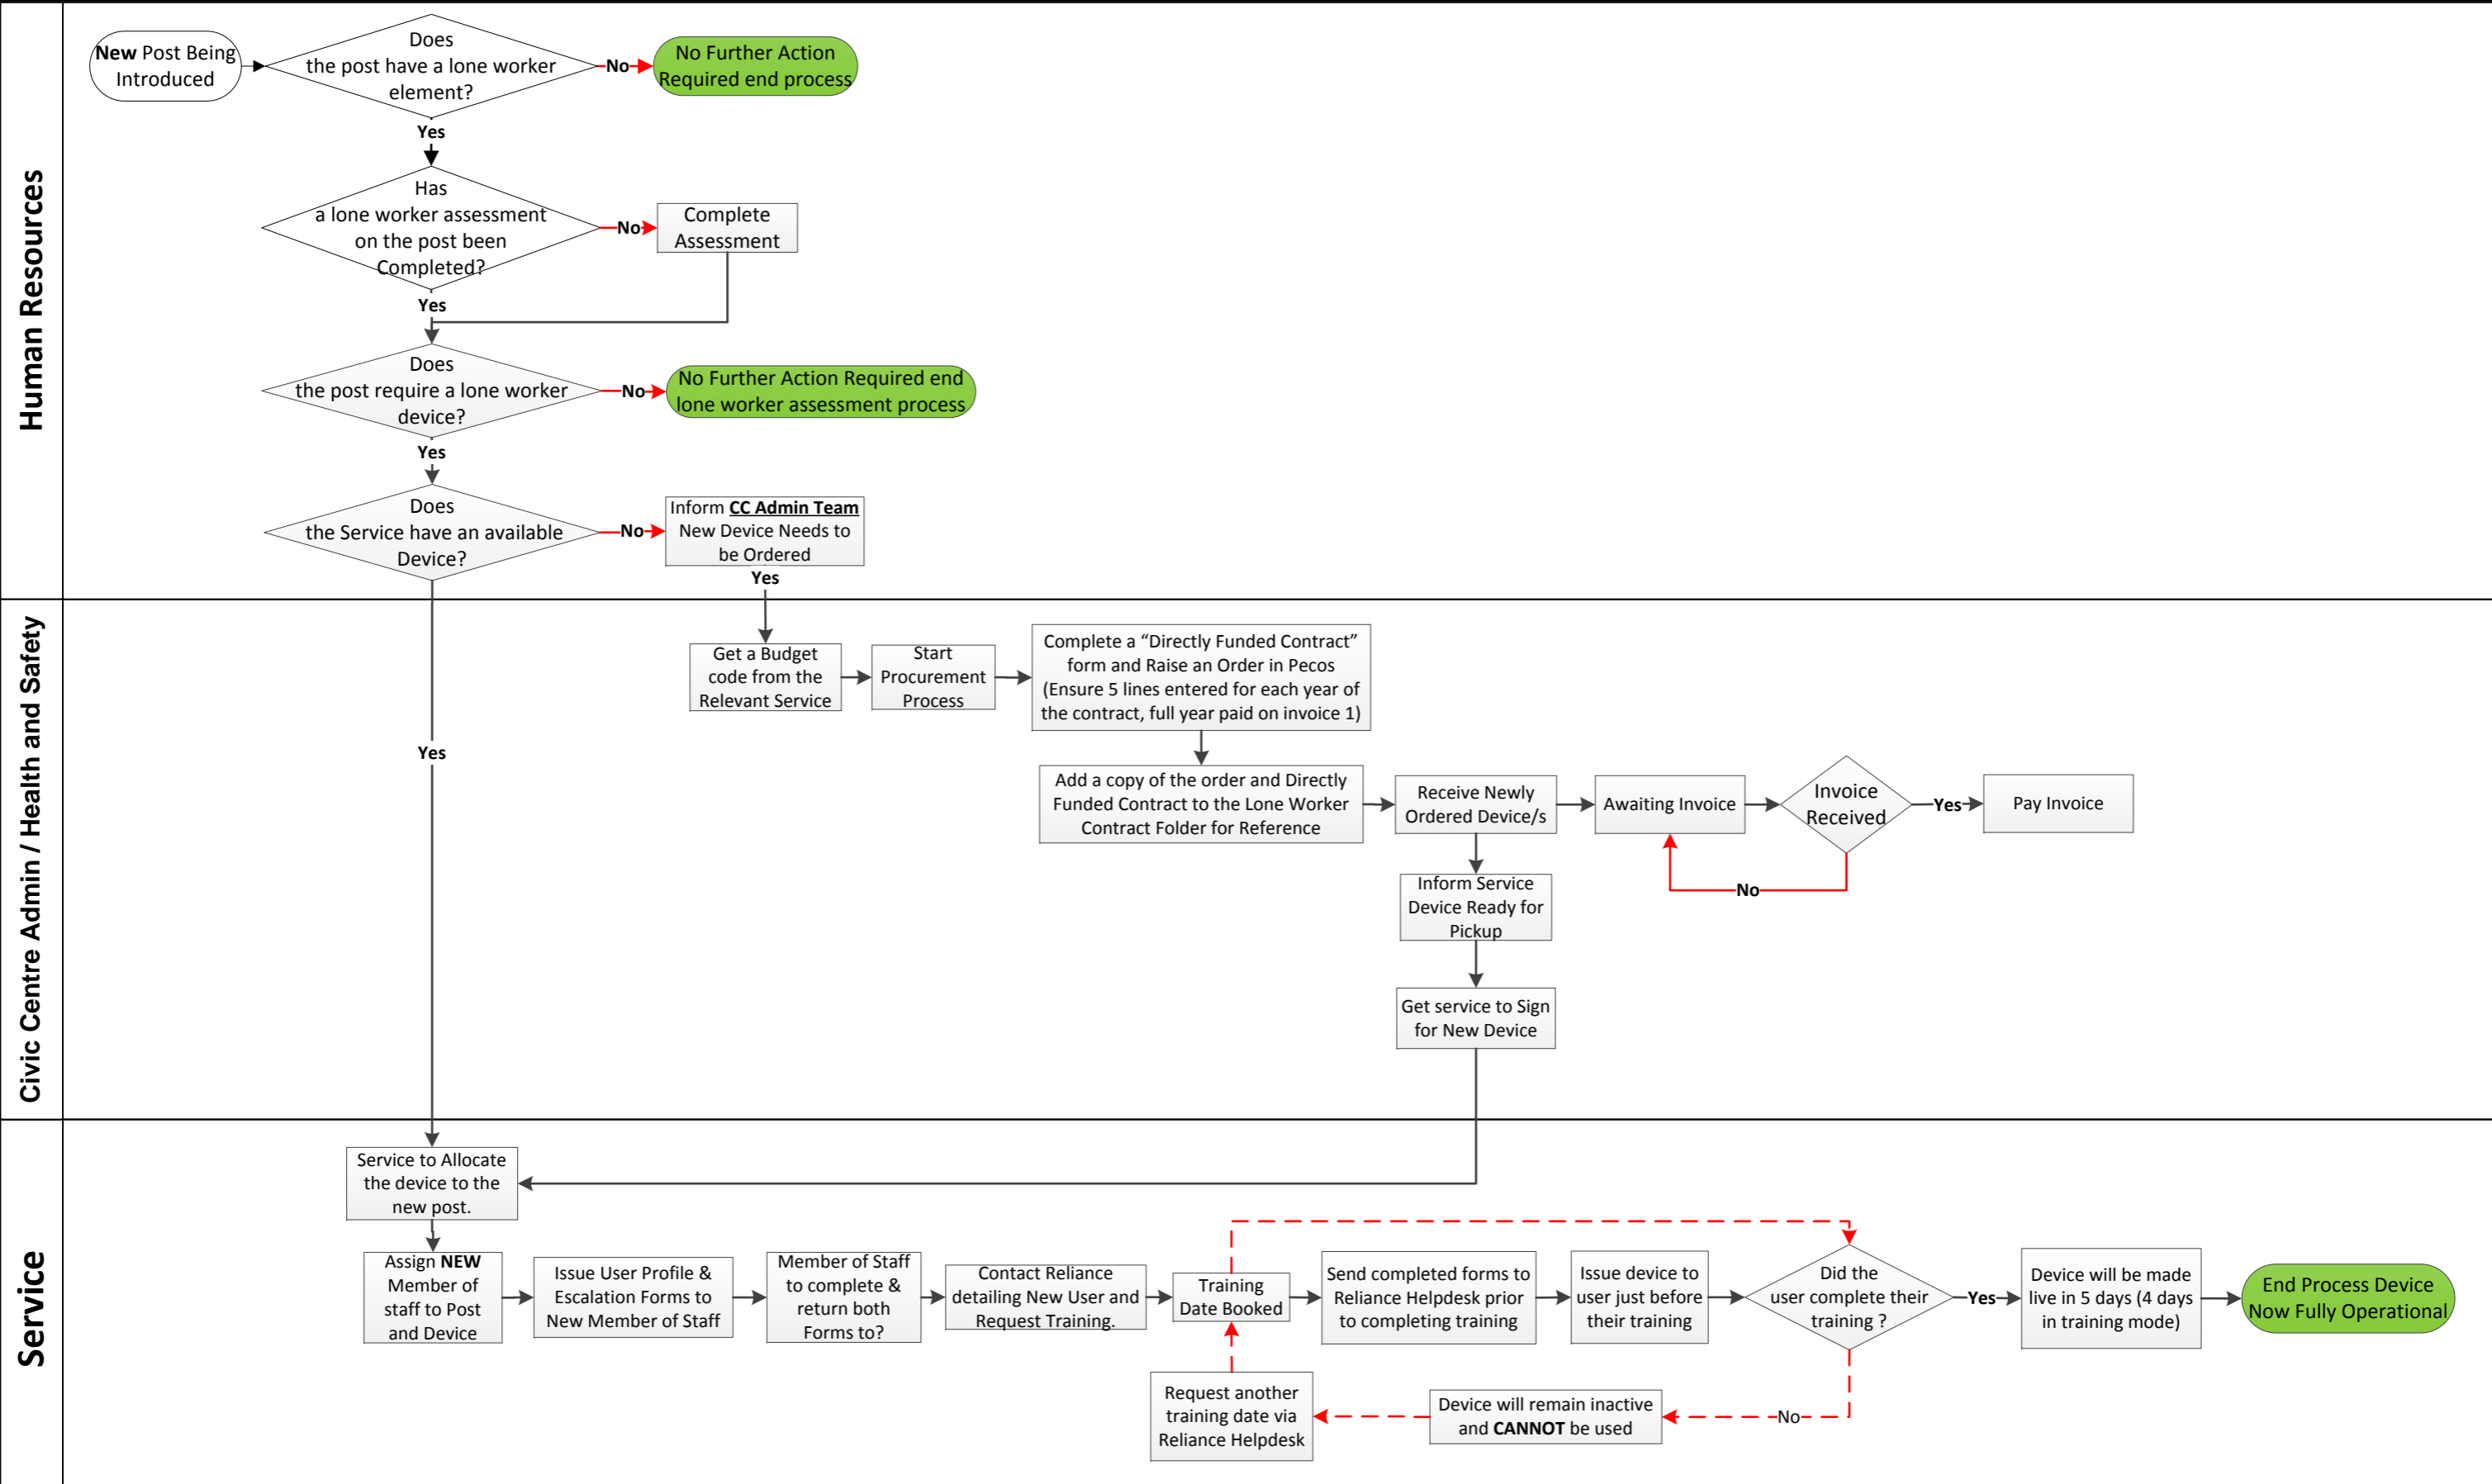 Human Resources
New Post Being
Introduced
Does
the post have a lone worker
element?
No
No Further Action
Required end process
Yes
Has
a lone worker assessment
on the post been
Completed?
No
Complete
Assessment
Yes
Does
the post require a lone worker
device?
No
No Further Action Required end
lone worker assessment process
Yes
Does
the Service have an available
Device?
No
Inform CC Admin Team
New Device Needs to
be Ordered
Yes
Civic Centre Admin / Health and Safety
Yes
Get a Budget
code from the
Relevant Service
Start
Procurement
Process
Complete a “Directly Funded Contract”
form and Raise an Order in Pecos
(Ensure 5 lines entered for each year of
the contract, full year paid on invoice 1)
Add a copy of the order and Directly
Funded Contract to the Lone Worker
Contract Folder for Reference
Receive Newly
Ordered Device/s
Awaiting Invoice
Invoice
Received
Yes
Pay Invoice
No
Inform Service
Device Ready for
Pickup
Get service to Sign
for New Device
Service
Service to Allocate
the device to the
new post.
Assign NEW
Member of
staff to Post
and Device
Issue User Profile &
Escalation Forms to
New Member of Staff
Member of Staff
to complete &
return both
Forms to?
Contact Reliance
detailing New User and
Request Training.
Training
Date Booked
Send completed forms to
Reliance Helpdesk prior
to completing training
Issue device to
user just before
their training
Did the
user complete their
training ?
Yes
Device will be made
live in 5 days (4 days
in training mode)
End Process Device
Now Fully Operational
No
Device will remain inactive
and CANNOT be used
Request another
training date via
Reliance Helpdesk